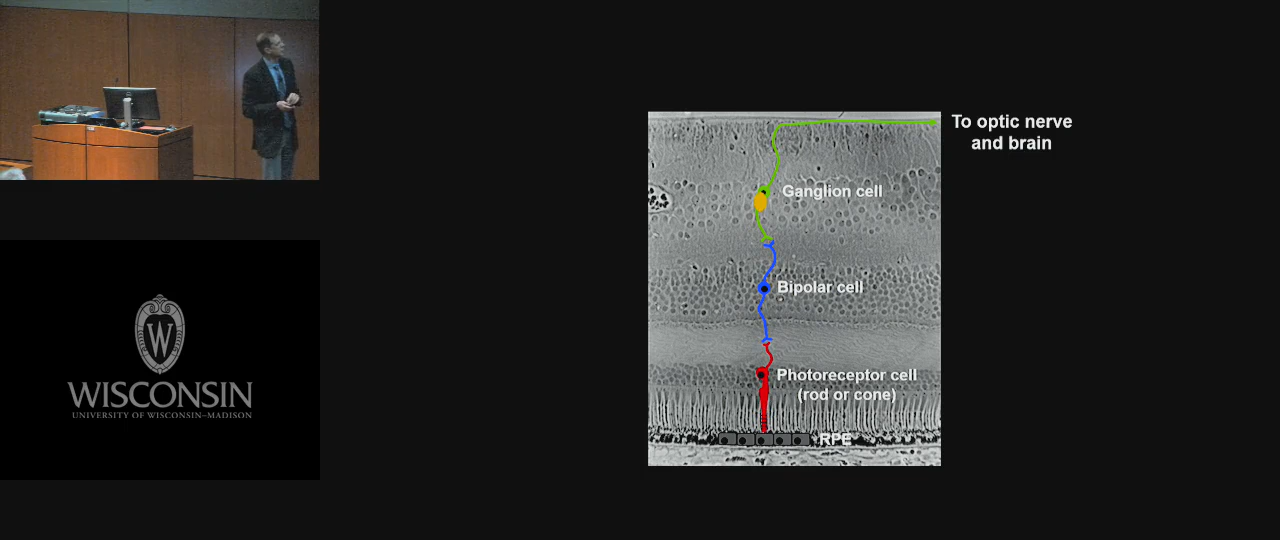 To optic nerve
and brain
Ganglion cell
Bipolar cell
Photoreceptor cell
(rod or cone)
RPE
W
WISCONSIN
UNIVERSITY OF WISCONSIN–MADISON